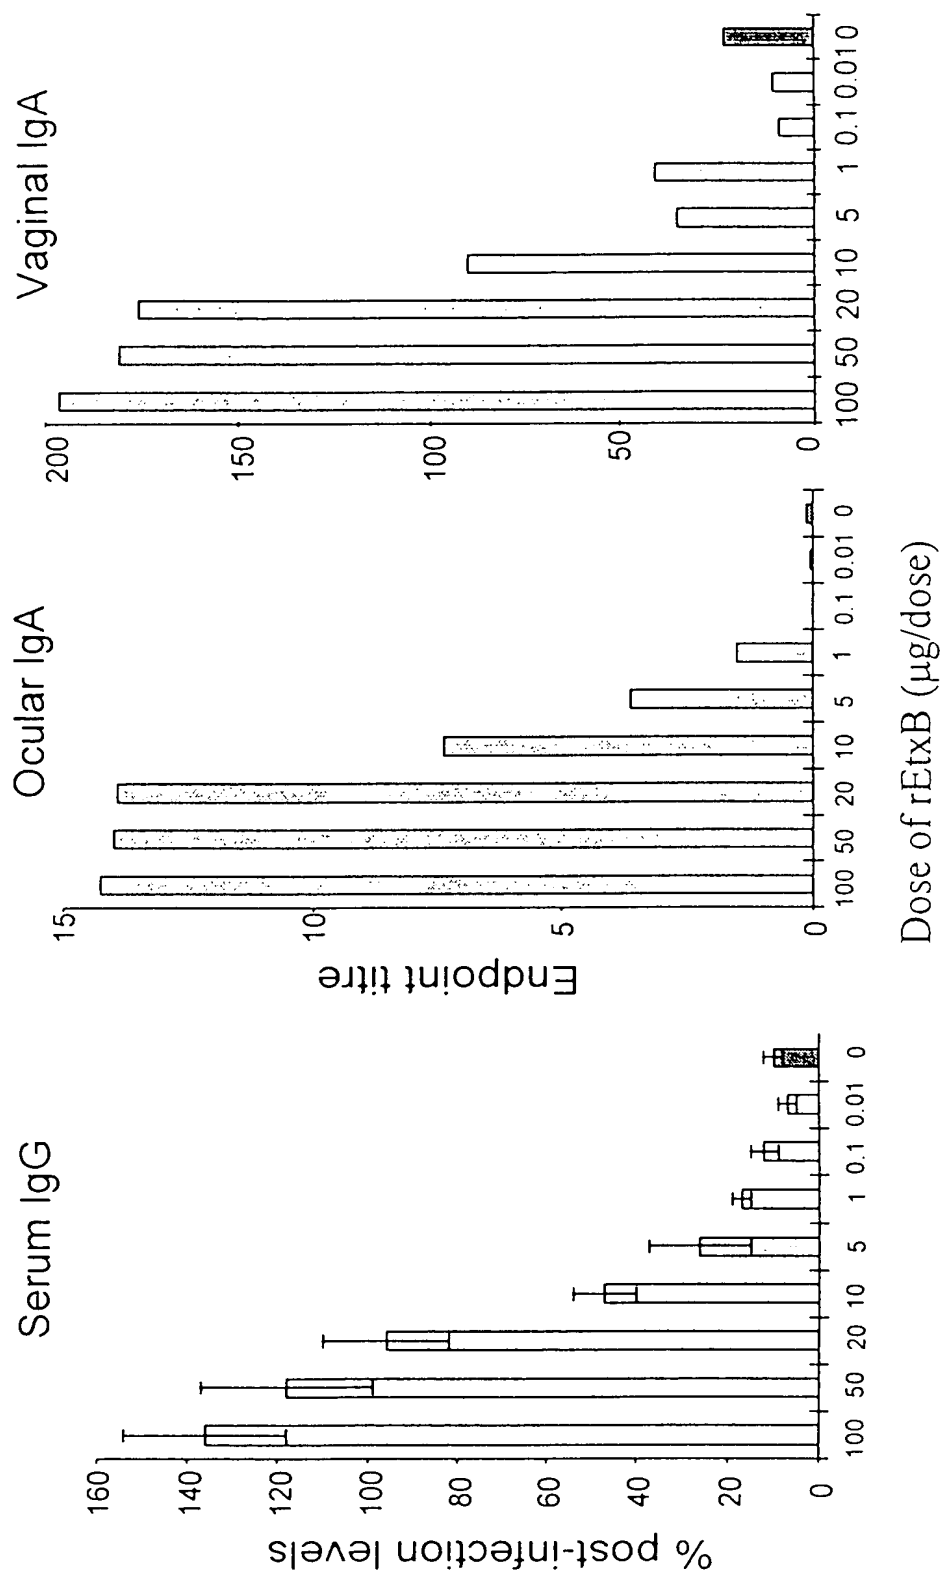 Serum IgG
% post-infection levels
160
140
120
100
80
60
40
20
0
100 50 20 10 5 1 0.1 0.01 0
Ocular IgA
Endpoint titre
15
10
5
0
100 50 20 10 5 1 0.1 0.01 0
Vaginal IgA
200
150
100
50
0
100 50 20 10 5 1 0.1 0.01 0
Dose of rEtxB (µg/dose)